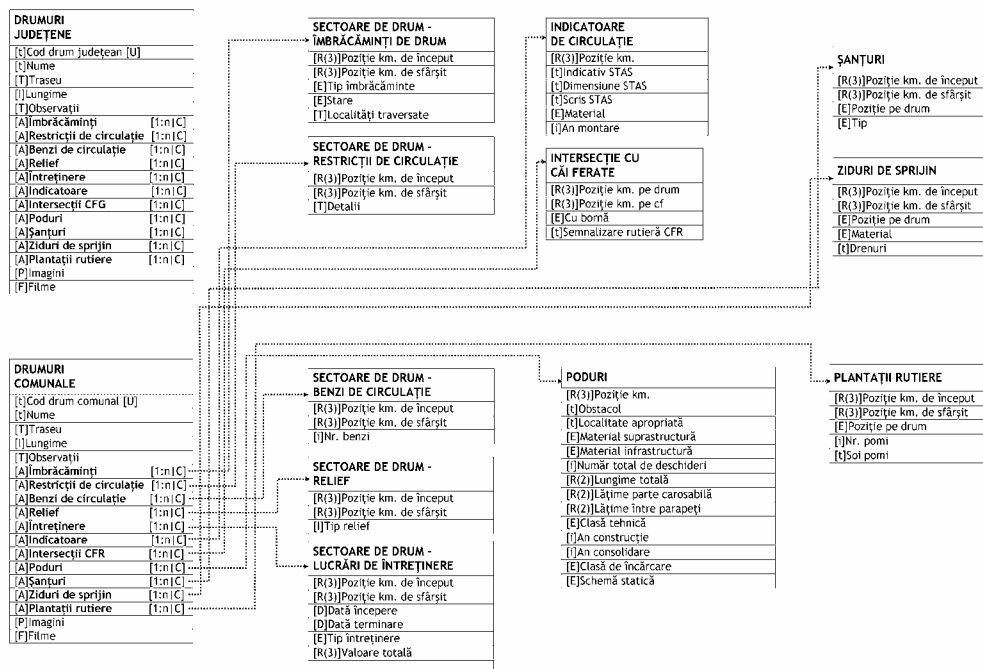 DRUMURI
JUDEȚENE
[t]Cod drum județean [U]
[t]Nume
[T]Traseu
[I]Lungime
[T]Observații
[A]Îmbrăcăminți [1:n|C]
[A]Restricții de circulație [1:n|C]
[A]Benzi de circulație [1:n|C]
[A]Relief [1:n|C]
[A]Întreținere [1:n|C]
[A]Indicatoare [1:n|C]
[A]Intersecții CFG [1:n|C]
[A]Poduri [1:n|C]
[A]Șanțuri [1:n|C]
[A]Ziduri de sprijin [1:n|C]
[A]Plantații rutiere [1:n|C]
[P]Imagini
[F]Filme
DRUMURI
COMUNALE
[t]Cod drum comunal [U]
[t]Nume
[T]Traseu
[I]Lungime
[T]Observații
[A]Îmbrăcăminți [1:n|C]
[A]Restricții de circulație [1:n|C]
[A]Benzi de circulație [1:n|C]
[A]Relief [1:n|C]
[A]Întreținere [1:n|C]
[A]Indicatoare [1:n|C]
[A]Intersecții CFR [1:n|C]
[A]Poduri [1:n|C]
[A]Șanțuri [1:n|C]
[A]Ziduri de sprijin [1:n|C]
[A]Plantații rutiere [1:n|C]
[P]Imagini
[F]Filme
SECTOARE DE DRUM -
ÎMBRĂCĂMINȚI DE DRUM
[R(3)]Poziție km. de început
[R(3)]Poziție km. de sfârșit
[E]Tip îmbrăcăminte
[E]Stare
[T]Localități traversate
SECTOARE DE DRUM -
RESTRICȚII DE CIRCULAȚIE
[R(3)]Poziție km. de început
[R(3)]Poziție km. de sfârșit
[T]Detalii
SECTOARE DE DRUM -
BENZI DE CIRCULAȚIE
[R(3)]Poziție km. de început
[R(3)]Poziție km. de sfârșit
[i]Nr. benzi
SECTOARE DE DRUM -
RELIEF
[R(3)]Poziție km. de început
[R(3)]Poziție km. de sfârșit
[I]Tip relief
SECTOARE DE DRUM -
LUCRĂRI DE ÎNTREȚINERE
[R(3)]Poziție km. de început
[R(3)]Poziție km. de sfârșit
[D]Dată începere
[D]Dată terminare
[E]Tip întreținere
[R(3)]Valoare totală
INDICATOARE
DE CIRCULAȚIE
[R(3)]Poziție km.
[t]Indicativ STAS
[t]Dimensiune STAS
[t]Scris STAS
[E]Material
[i]An montare
INTERSECȚIE CU
CĂI FERATE
[R(3)]Poziție km. pe drum
[R(3)]Poziție km. pe cf
[E]Cu bornă
[t]Semnalizare rutieră CFR
PODURI
[R(3)]Poziție km.
[t]Obstacol
[t]Localitate apropriată
[E]Material suprastructură
[E]Material infrastructură
[i]Număr total de deschideri
[R(2)]Lungime totală
[R(2)]Lățime parte carosabilă
[R(2)]Lățime între parapeți
[E]Clasă tehnică
[i]An construcție
[i]An consolidare
[E]Clasă de încărcare
[E]Schemă statică
ȘANȚURI
[R(3)]Poziție km. de început
[R(3)]Poziție km. de sfârșit
[E]Poziție pe drum
[E]Tip
ZIDURI DE SPRIJIN
[R(3)]Poziție km. de început
[R(3)]Poziție km. de sfârșit
[E]Poziție pe drum
[E]Material
[t]Drenuri
PLANTAȚII RUTIERE
[R(3)]Poziție km. de început
[R(3)]Poziție km. de sfârșit
[E]Poziție pe drum
[i]Nr. pomi
[t]Soi pomi